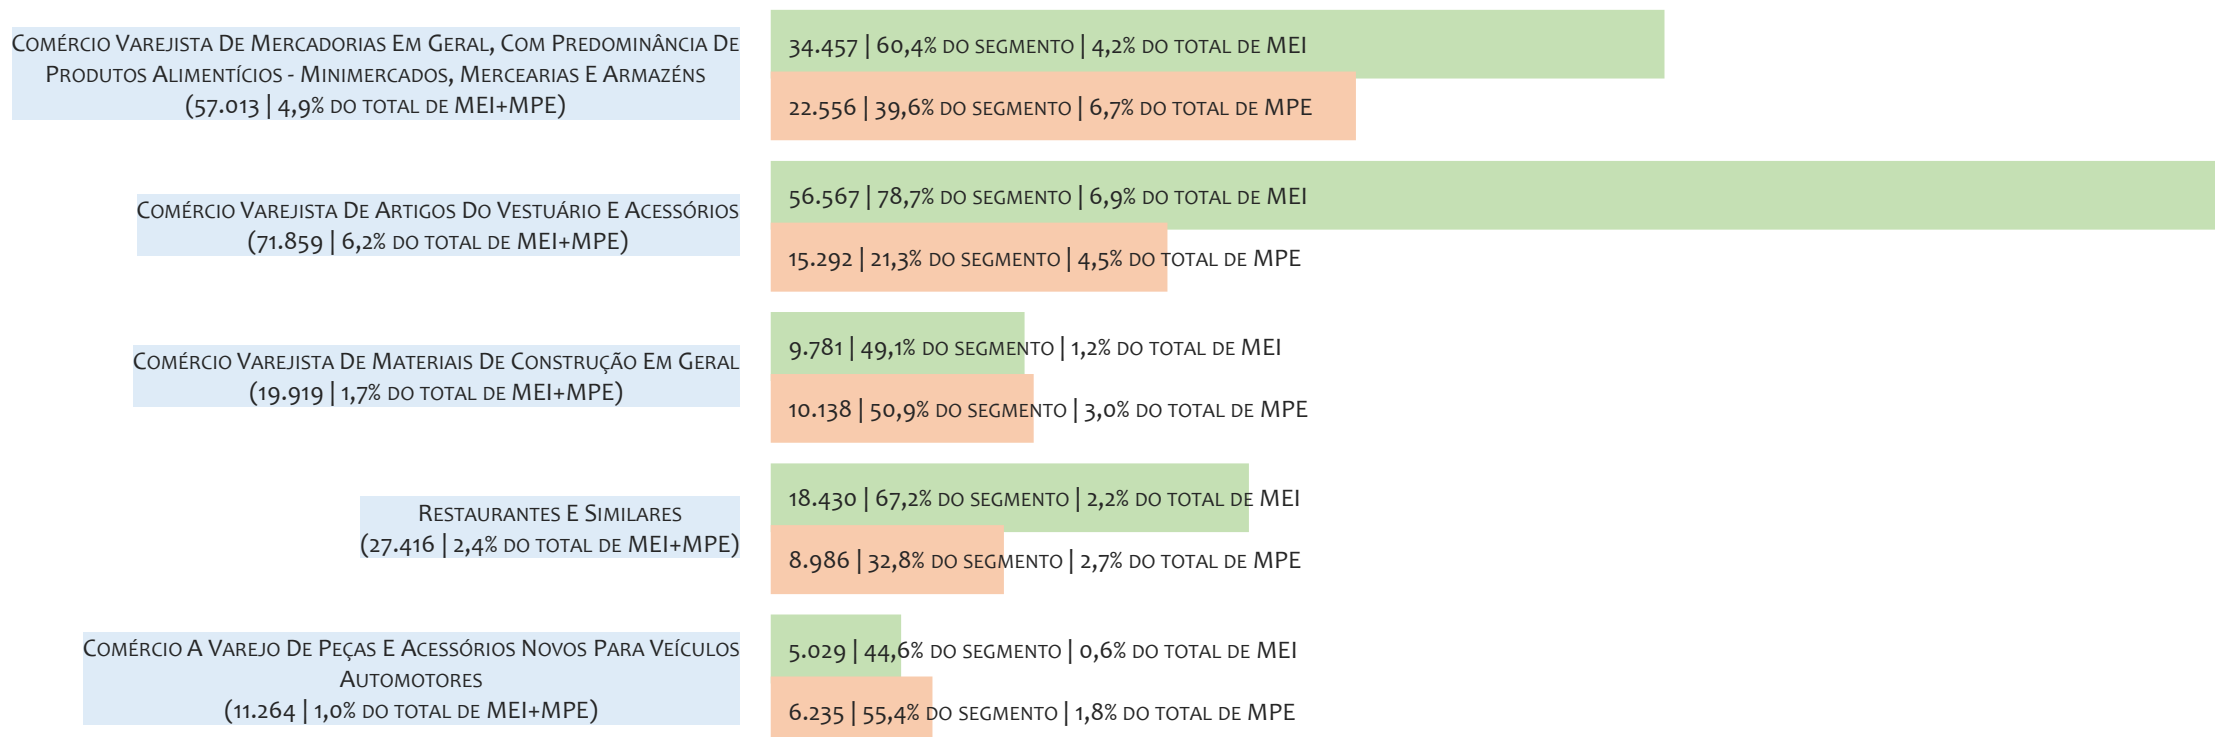 Comércio Varejista De Mercadorias Em Geral, Com Predominância De
Produtos Alimentícios - Minimercados, Mercearias E Armazéns
(57.013 | 4,9% do total de MEI+MPE)
34.457 | 60,4% do segmento | 4,2% do total de MEI
22.556 | 39,6% do segmento | 6,7% do total de MPE
Comércio Varejista De Artigos Do Vestuário E Acessórios
(71.859 | 6,2% do total de MEI+MPE)
56.567 | 78,7% do segmento | 6,9% do total de MEI
15.292 | 21,3% do segmento | 4,5% do total de MPE
Comércio Varejista De Materiais De Construção Em Geral
(19.919 | 1,7% do total de MEI+MPE)
9.781 | 49,1% do segmento | 1,2% do total de MEI
10.138 | 50,9% do segmento | 3,0% do total de MPE
Restaurantes E Similares
(27.416 | 2,4% do total de MEI+MPE)
18.430 | 67,2% do segmento | 2,2% do total de MEI
8.986 | 32,8% do segmento | 2,7% do total de MPE
Comércio A Varejo De Peças E Acessórios Novos Para Veículos
Automotores
(11.264 | 1,0% do total de MEI+MPE)
5.029 | 44,6% do segmento | 0,6% do total de MEI
6.235 | 55,4% do segmento | 1,8% do total de MPE